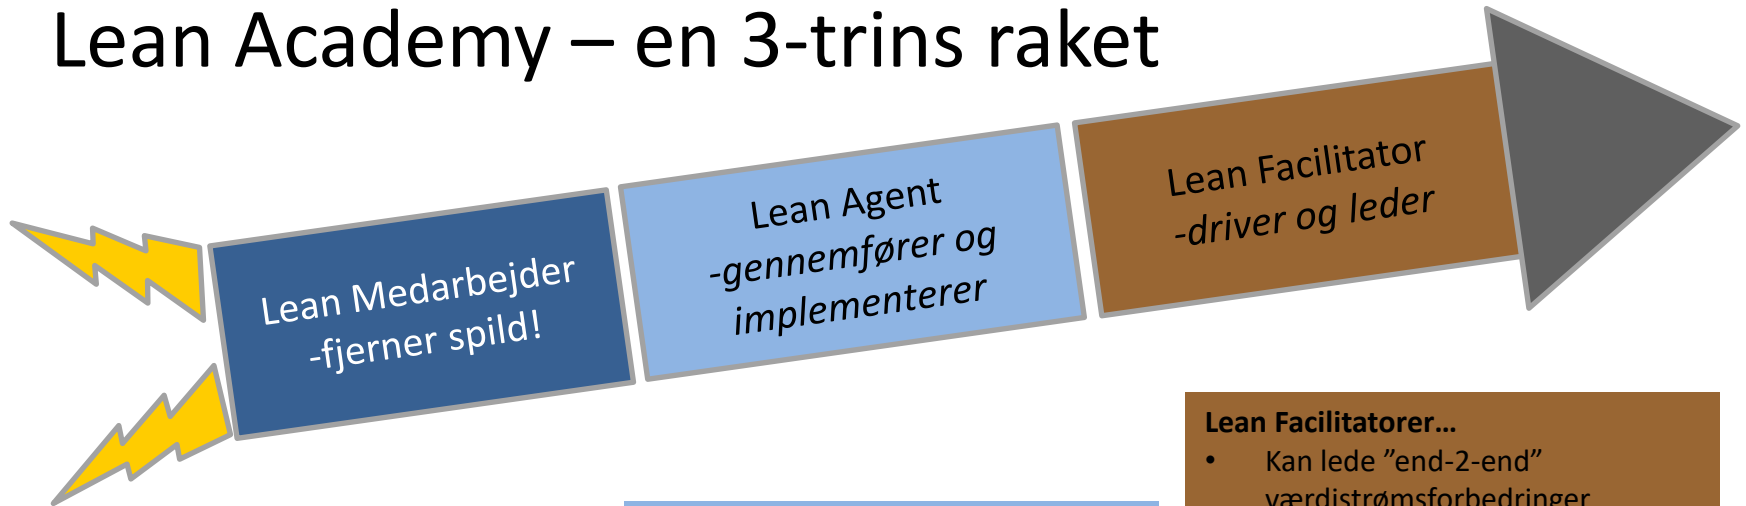 Lean Academy – en 3-trins raket
Lean Medarbejder
-fjerner spild!
Lean Agent
-gennemfører og
implementerer
Lean Facilitator
-driver og leder
Lean Facilitatorer…
• Kan lede ”end-2-end”
værdistrømsforbedringer